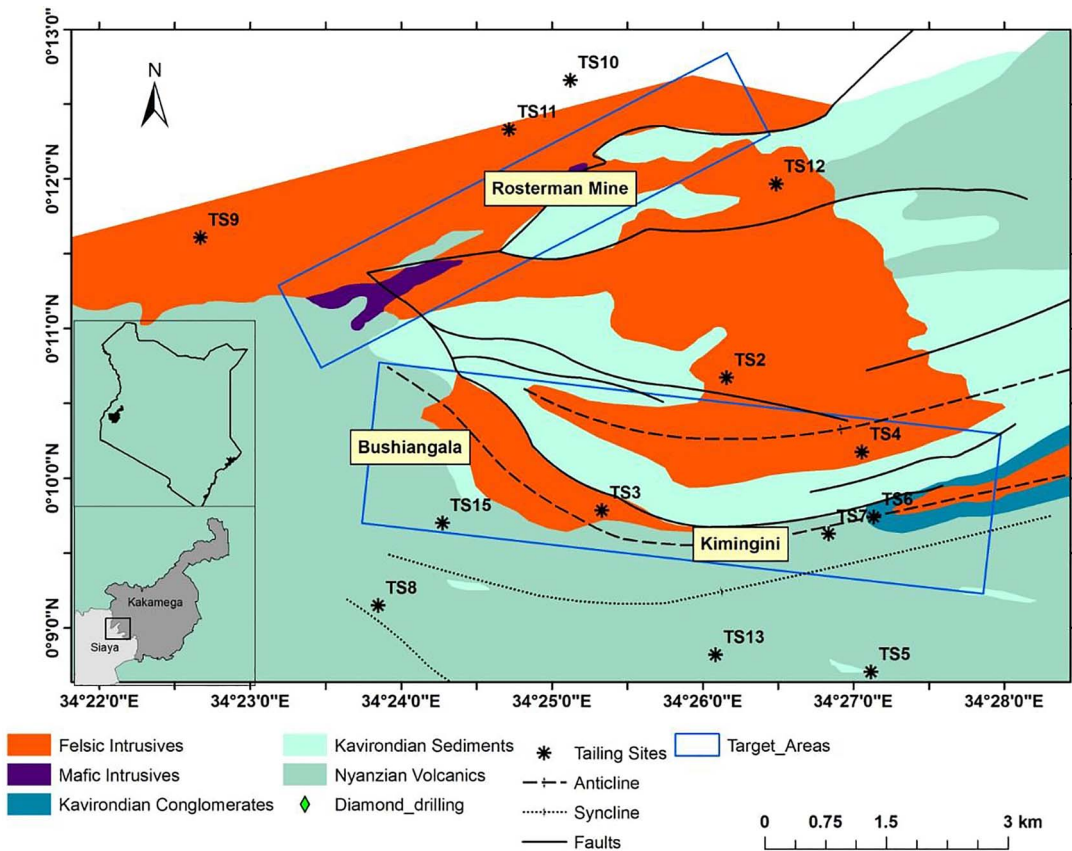 0°13'0"N
0°12'0"N
0°11'0"N
0°10'0"N
0°9'0"N
N
TS10
TS11
TS12
Rosterman Mine
TS9
TS2
Bushiangala
TS4
TS3
TS15
TS6
TS7
Kimingini
TS8
TS13
TS5
Kakamega
Siaya
34°22'0"E
34°23'0"E
34°24'0"E
34°25'0"E
34°26'0"E
34°27'0"E
34°28'0"E
Felsic Intrusives
Mafic Intrusives
Kavirondian Conglomerates
Kavirondian Sediments
Nyanzian Volcanics
Diamond_drilling
Tailing Sites
Anticline
Syncline
Faults
Target_Areas
0 0.75 1.5 3 km